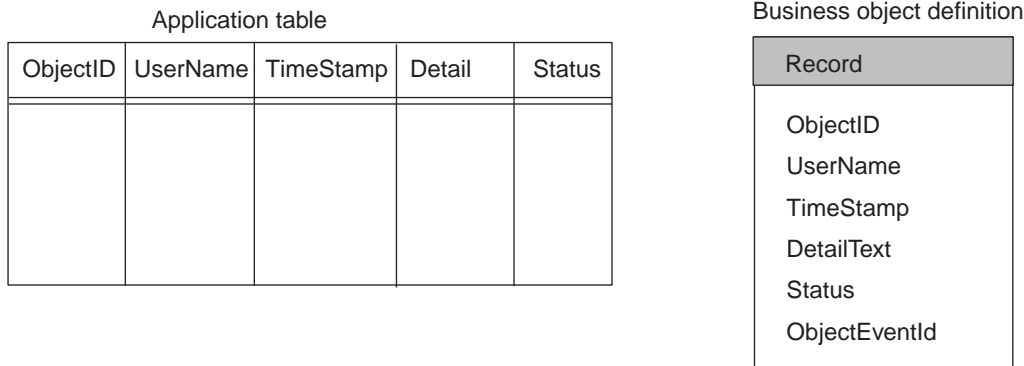 Application table
ObjectID UserName TimeStamp Detail Status
Business object definition
Record
ObjectID
UserName
TimeStamp
DetailText
Status
ObjectEventId